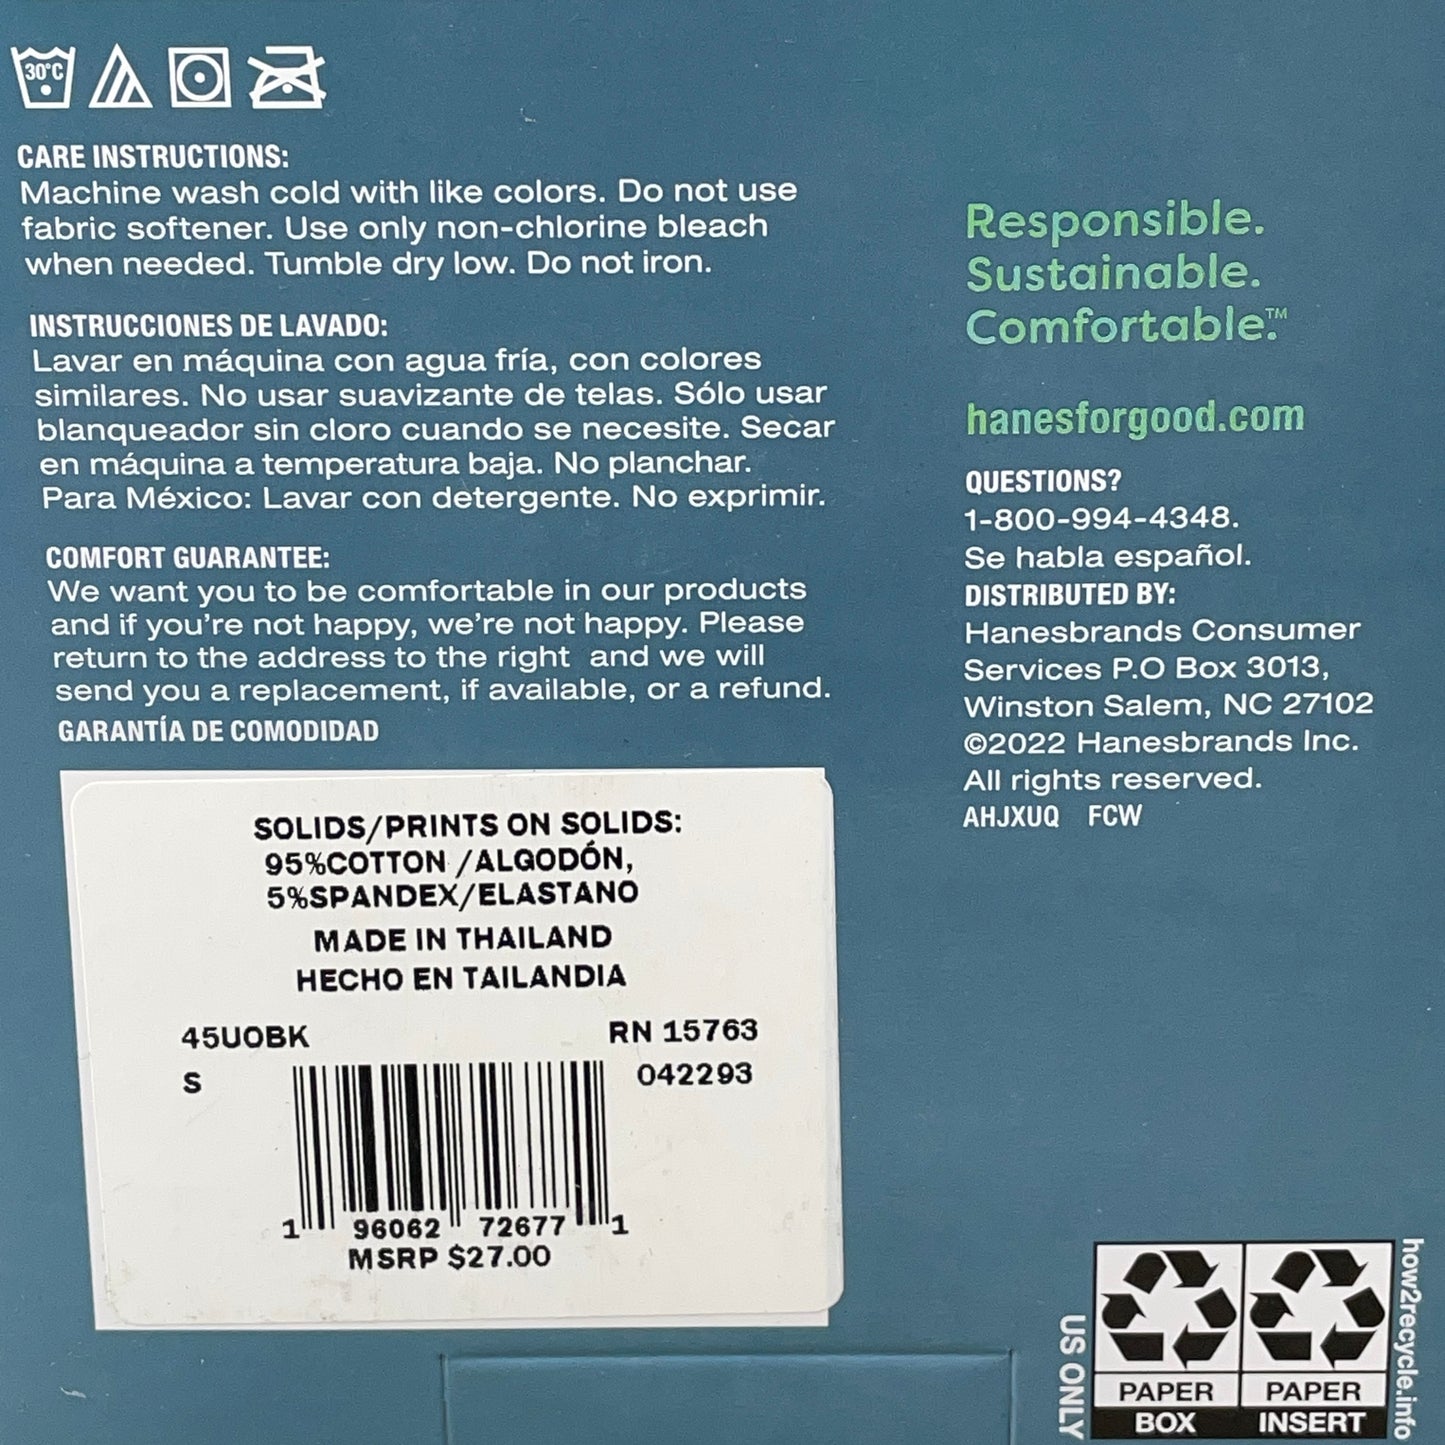 30°C
CARE INSTRUCTIONS:
Machine wash cold with like colors. Do not use
fabric softener. Use only non-chlorine bleach
when needed. Tumble dry low. Do not iron.
INSTRUCCIONES DE LAVADO:
Lavar en máquina con agua fría, con colores
similares. No usar suavizante de telas. Sólo usar
blanqueador sin cloro cuando se necesite. Secar
en máquina a temperatura baja. No planchar.
Para México: Lavar con detergente. No exprimir.
COMFORT GUARANTEE:
We want you to be comfortable in our products
and if you're not happy, we're not happy. Please
return to the address to the right and we will
send you a replacement, if available, or a refund.
GARANTÍA DE COMODIDAD
SOLIDS/PRINTS ON SOLIDS:
95%COTTON /ALGODÓN,
5%SPANDEX/ELASTANO
MADE IN THAILAND
HECHO EN TAILANDIA
45UOBK RN 15763
S 042293
1 96062 72677 1
MSRP $27.00
Responsible.
Sustainable.
Comfortable.™
hanesforgood.com
QUESTIONS?
1-800-994-4348.
Se habla español.
DISTRIBUTED BY:
Hanesbrands Consumer
Services P.O Box 3013,
Winston Salem, NC 27102
©2022 Hanesbrands Inc.
All rights reserved.
AHJXUQ FCW
US ONLY
PAPER PAPER
BOX INSERT
how2recycle.info